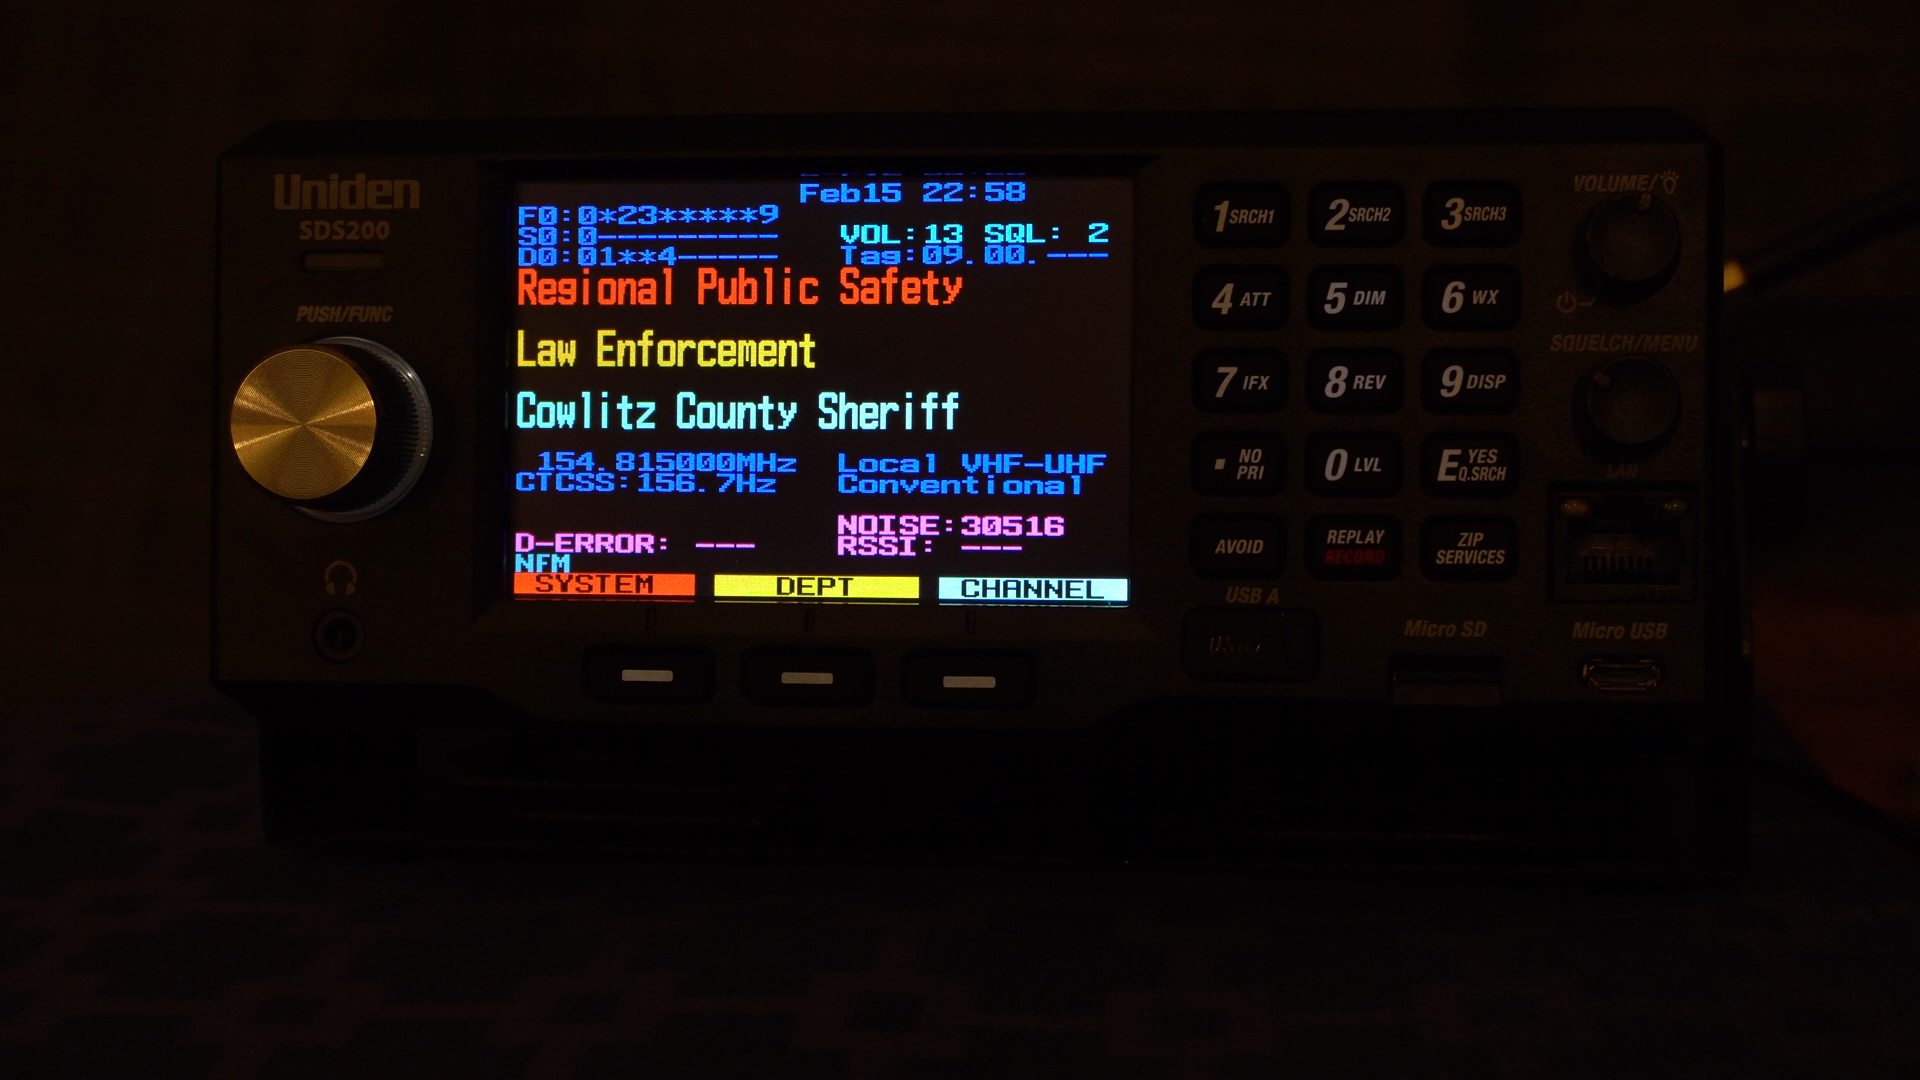 Uniden
SDS200
PUSH/FUNC
Feb15 22:58
F0:0*23*****9
S0:0---------
VOL:13 SQL: 2
D0:01**4-----
Tag:09.00.---
Regional Public Safety
Law Enforcement
Cowlitz County Sheriff
154.815000MHz
Local VHF-UHF
CTCSS:156.7Hz
Conventional
NOISE:30516
D-ERROR: ---
RSSI: ---
NFM
SYSTEM
DEPT
CHANNEL
1 SRCH1
2 SRCH2
3 SRCH3
4 ATT
5 DIM
6 WX
7 IFX
8 REV
9 DISP
. NO PRI
0 LVL
E YES Q.SRCH
AVOID
REPLAY
RECORD
ZIP
SERVICES
VOLUME/
SQUELCH/MENU
LAN
USB A
Micro SD
Micro USB